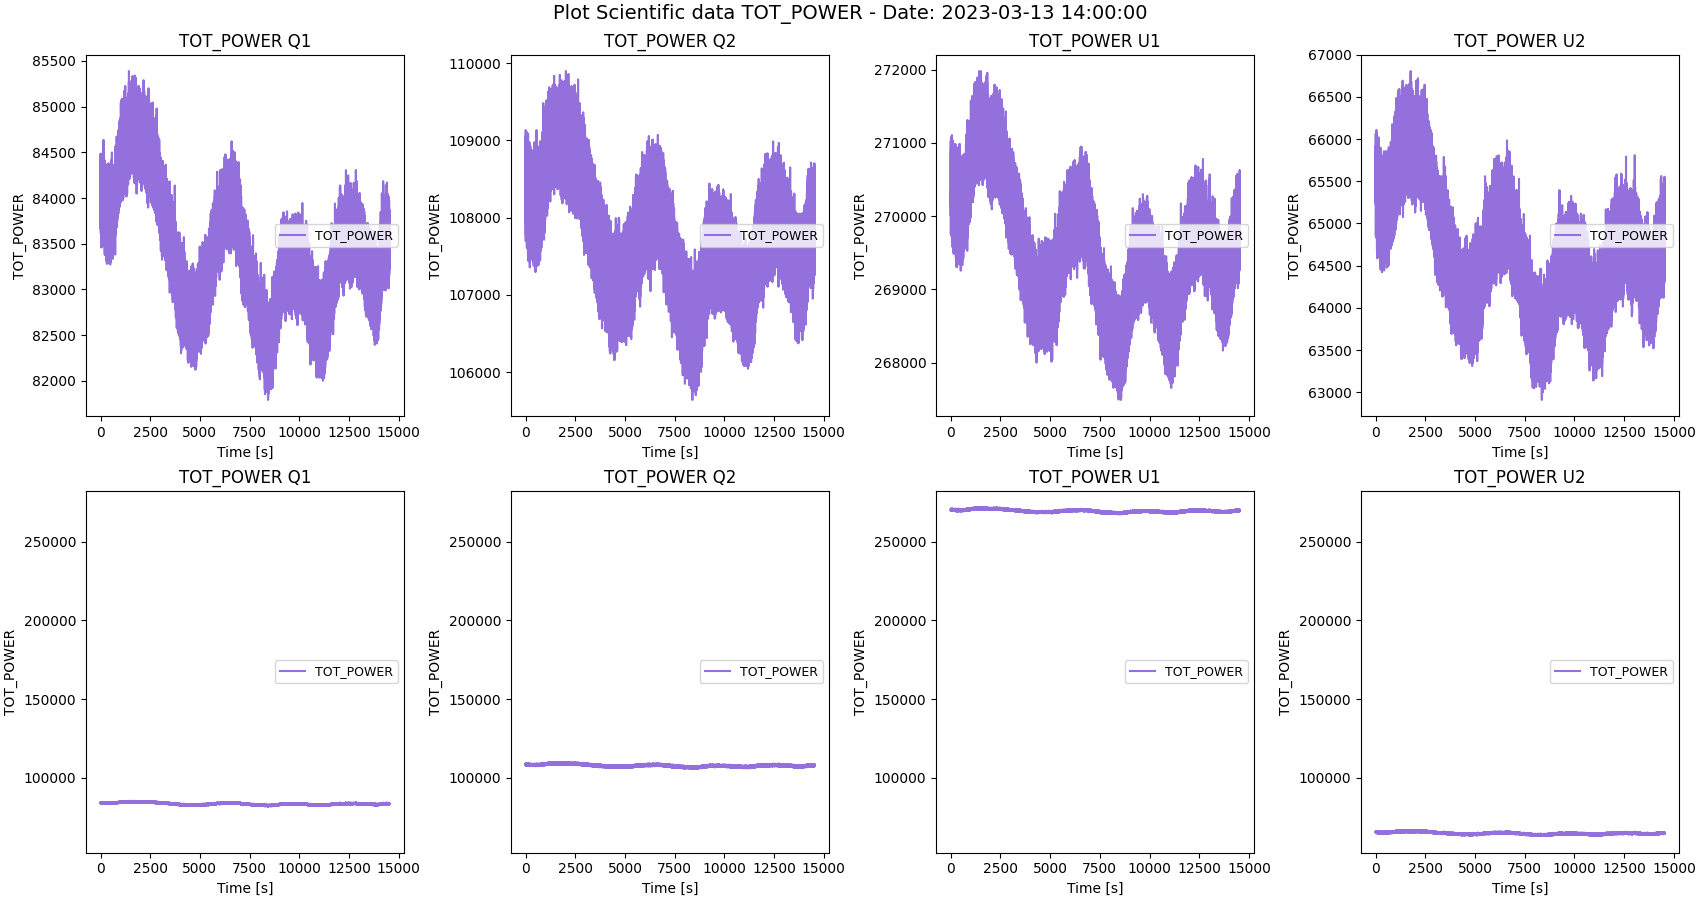 Plot Scientific data TOT_POWER - Date: 2023-03-13 14:00:00
TOT_POWER Q1
TOT_POWER
85500
85000
84500
84000
83500
83000
82500
82000
TOT_POWER
0 2500 5000 7500 10000 12500 15000
Time [s]
TOT_POWER Q2
TOT_POWER
110000
109000
108000
107000
106000
TOT_POWER
0 2500 5000 7500 10000 12500 15000
Time [s]
TOT_POWER U1
TOT_POWER
272000
271000
270000
269000
268000
TOT_POWER
0 2500 5000 7500 10000 12500 15000
Time [s]
TOT_POWER U2
TOT_POWER
67000
66500
66000
65500
65000
64500
64000
63500
63000
TOT_POWER
0 2500 5000 7500 10000 12500 15000
Time [s]
TOT_POWER Q1
TOT_POWER
250000
200000
150000
100000
TOT_POWER
0 2500 5000 7500 10000 12500 15000
Time [s]
TOT_POWER Q2
TOT_POWER
250000
200000
150000
100000
TOT_POWER
0 2500 5000 7500 10000 12500 15000
Time [s]
TOT_POWER U1
TOT_POWER
250000
200000
150000
100000
TOT_POWER
0 2500 5000 7500 10000 12500 15000
Time [s]
TOT_POWER U2
TOT_POWER
250000
200000
150000
100000
TOT_POWER
0 2500 5000 7500 10000 12500 15000
Time [s]